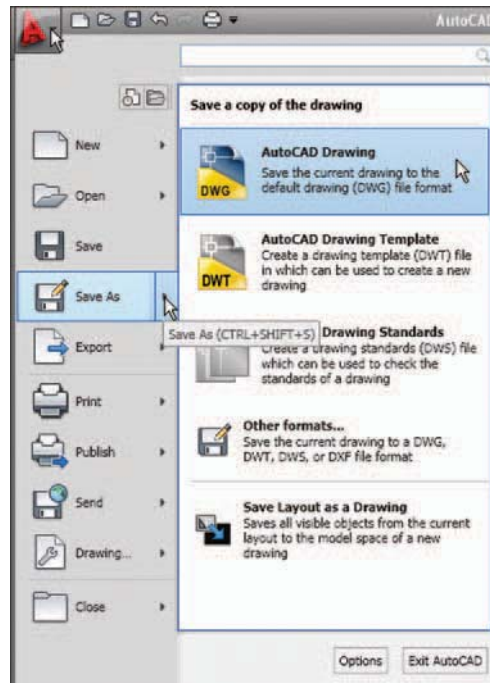 AutoCAD
Save a copy of the drawing
New
Open
Save
Save As
Export
Print
Publish
Send
Drawing...
Close
DWG
AutoCAD Drawing
Save the current drawing to the
default drawing (DWG) file format
DWT
AutoCAD Drawing Template
Create a drawing template (DWT) file
in which can be used to create a new
drawing
Save As (CTRL+SHIFT+S)
Drawing Standards
Create a drawing standards (DWS) file
which can be used to check the
standards of a drawing
Other formats...
Save the current drawing to a DWG,
DWT, DWS, or DXF file format
Save Layout as a Drawing
Saves all visible objects from the current
layout to the model space of a new
drawing
Options
Exit AutoCAD